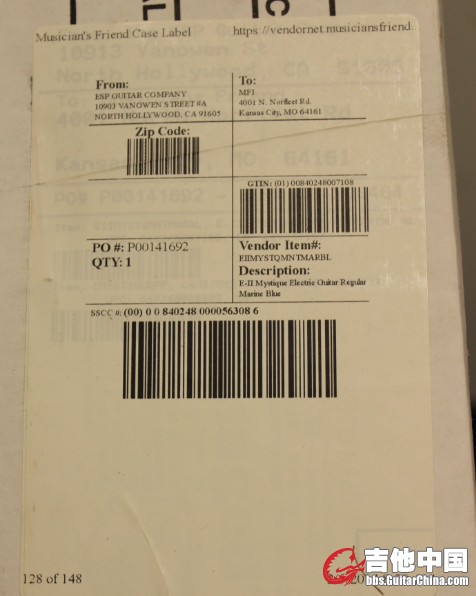 Musician's Friend Case Label
https://vendornet.musiciansfriend.
From:
ESP GUITAR COMPANY
10903 VANOWEN STREET #A
NORTH HOLLYWOOD, CA 91605
To:
MFI
4001 N. Norfleet Rd.
Kansas City, MO 64161
Zip Code:
GTIN: (01) 00840248007108
PO #: P00141692
QTY: 1
Vendor Item#:
EIIMYSTQMNTMARBL
Description:
E-II Mystique Electric Guitar Regular
Marine Blue
SSCC #: (00) 0 0 840248 000056308 6
128 of 148
吉他中国
bbs.GuitarChina.com